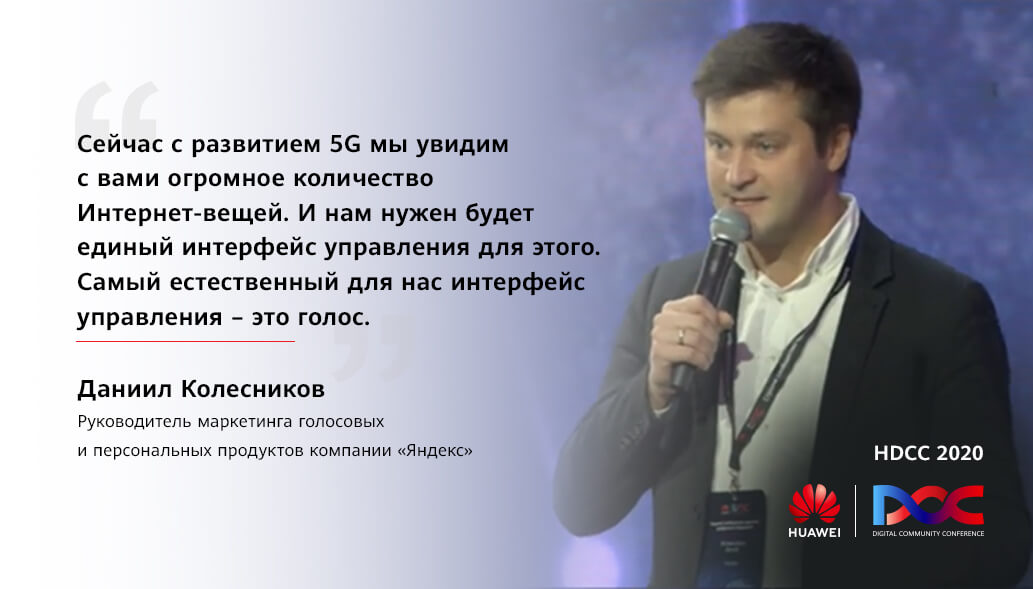 Сейчас с развитием 5G мы увидим
с вами огромное количество
Интернет-вещей. И нам нужен будет
единый интерфейс управления для этого.
Самый естественный для нас интерфейс
управления – это голос.
Даниил Колесников
Руководитель маркетинга голосовых
и персональных продуктов компании «Яндекс»
HDCC 2020
HUAWEI
DCC
DIGITAL COMMUNITY CONFERENCE